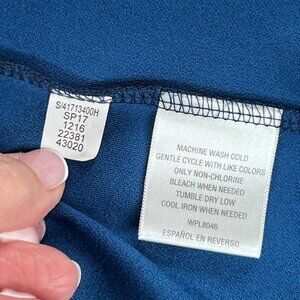 S/41713400H
SP17
1216
22381
43020
MACHINE WASH COLD
GENTLE CYCLE WITH LIKE COLORS
ONLY NON-CHLORINE
BLEACH WHEN NEEDED
TUMBLE DRY LOW
COOL IRON WHEN NEEDED
WPL8046
ESPAÑOL EN REVERSO